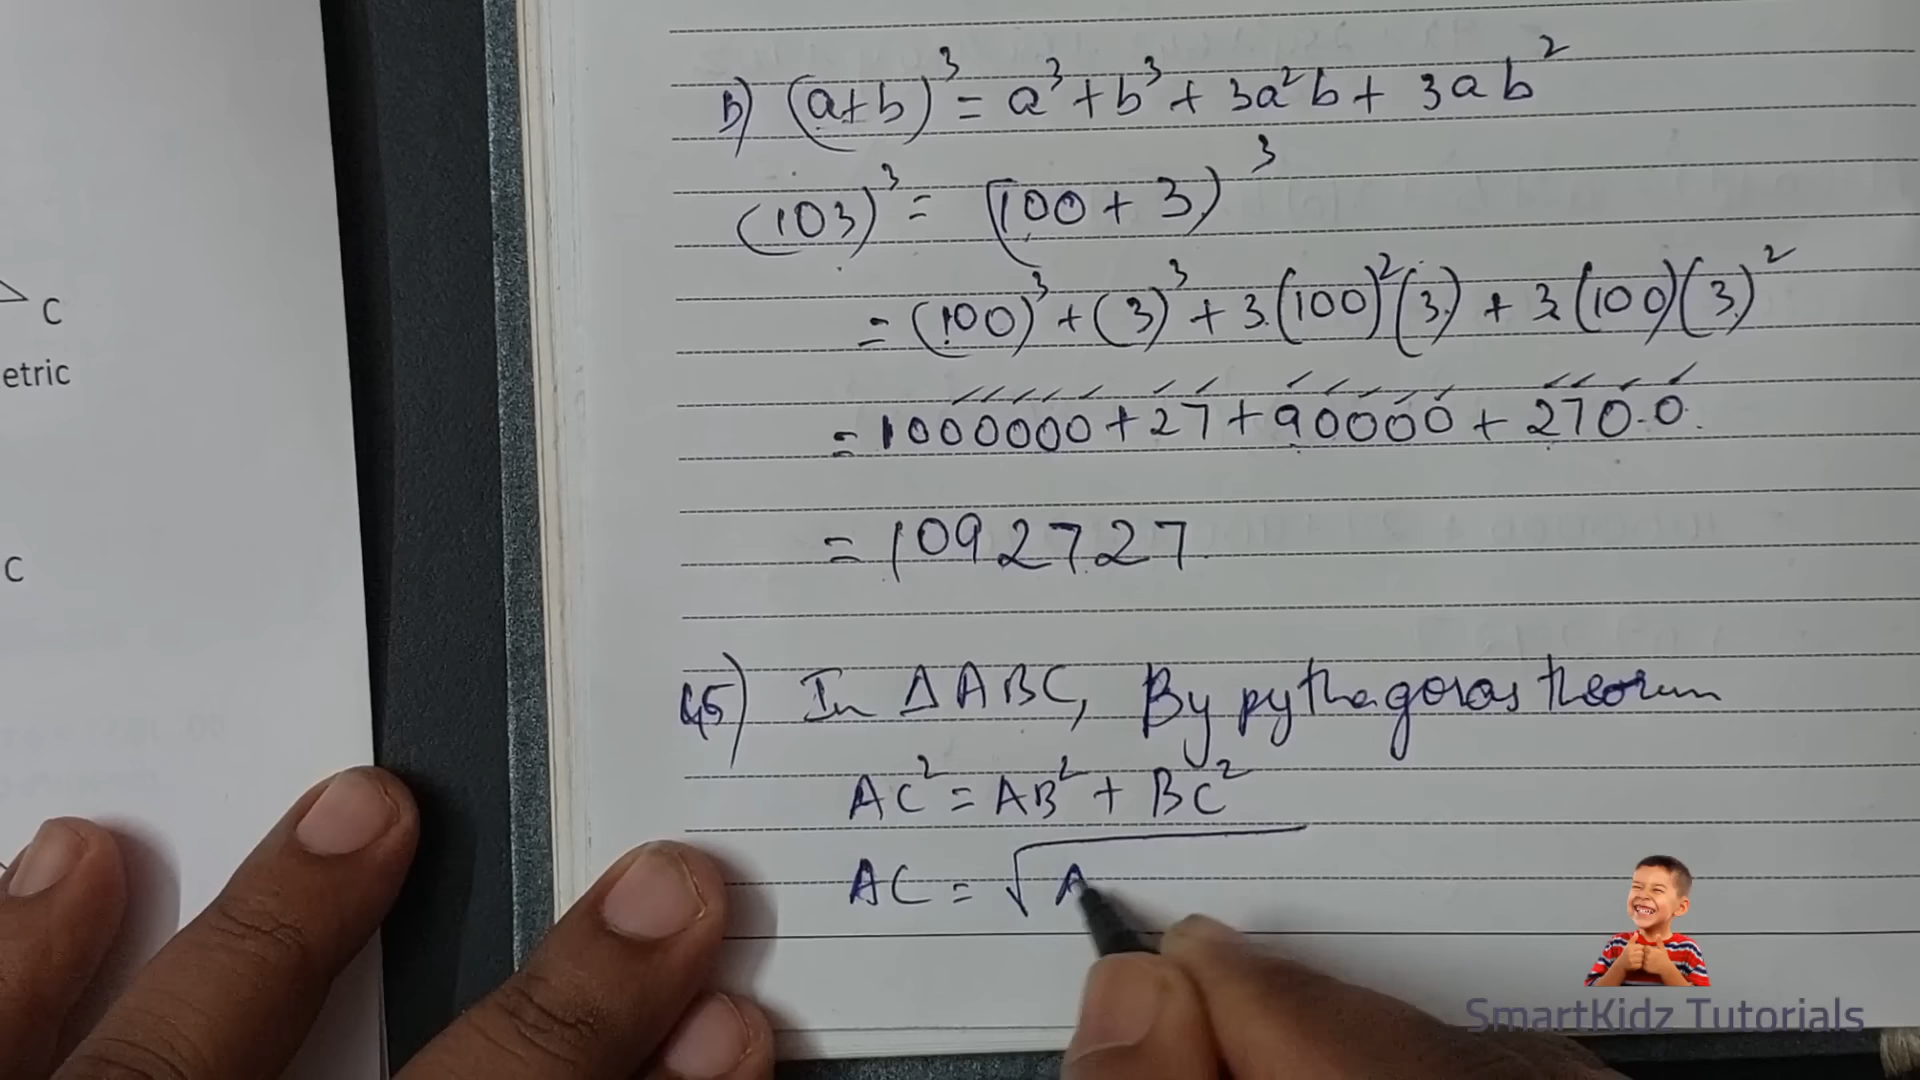 C
etric
C
b) (a+b)³ = a³ + b³ + 3a²b + 3ab²
(103)³ = (100 + 3)³
= (100)³ + (3)³ + 3(100)²(3) + 3(100)(3)²
= 1000000 + 27 + 90000 + 2700.
= 1092727
45) In ΔABC, By pythagoras theorem
AC² = AB² + BC²
AC = √A
SmartKidz Tutorials